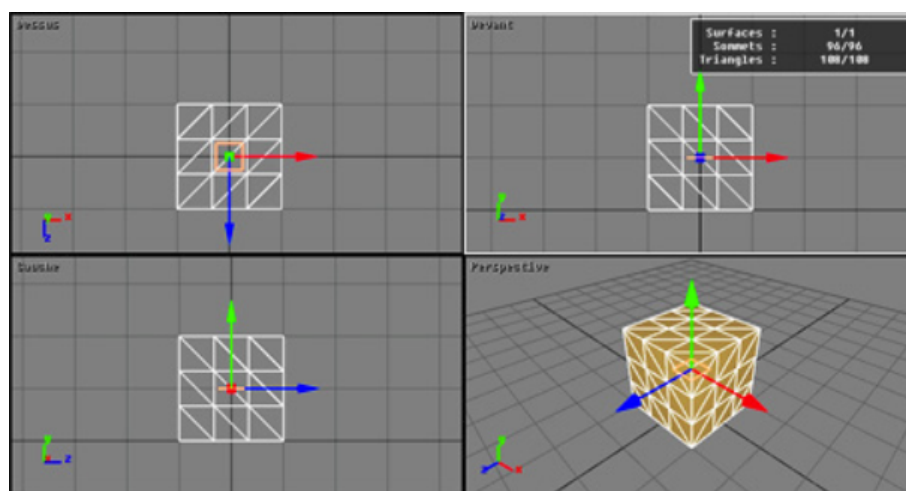 Dessus
Devant
Surfaces : 1/1
Sommets : 96/96
Triangles : 108/108
y x
z
y
z x
Gauche
Perspective
y
x z
y
z x